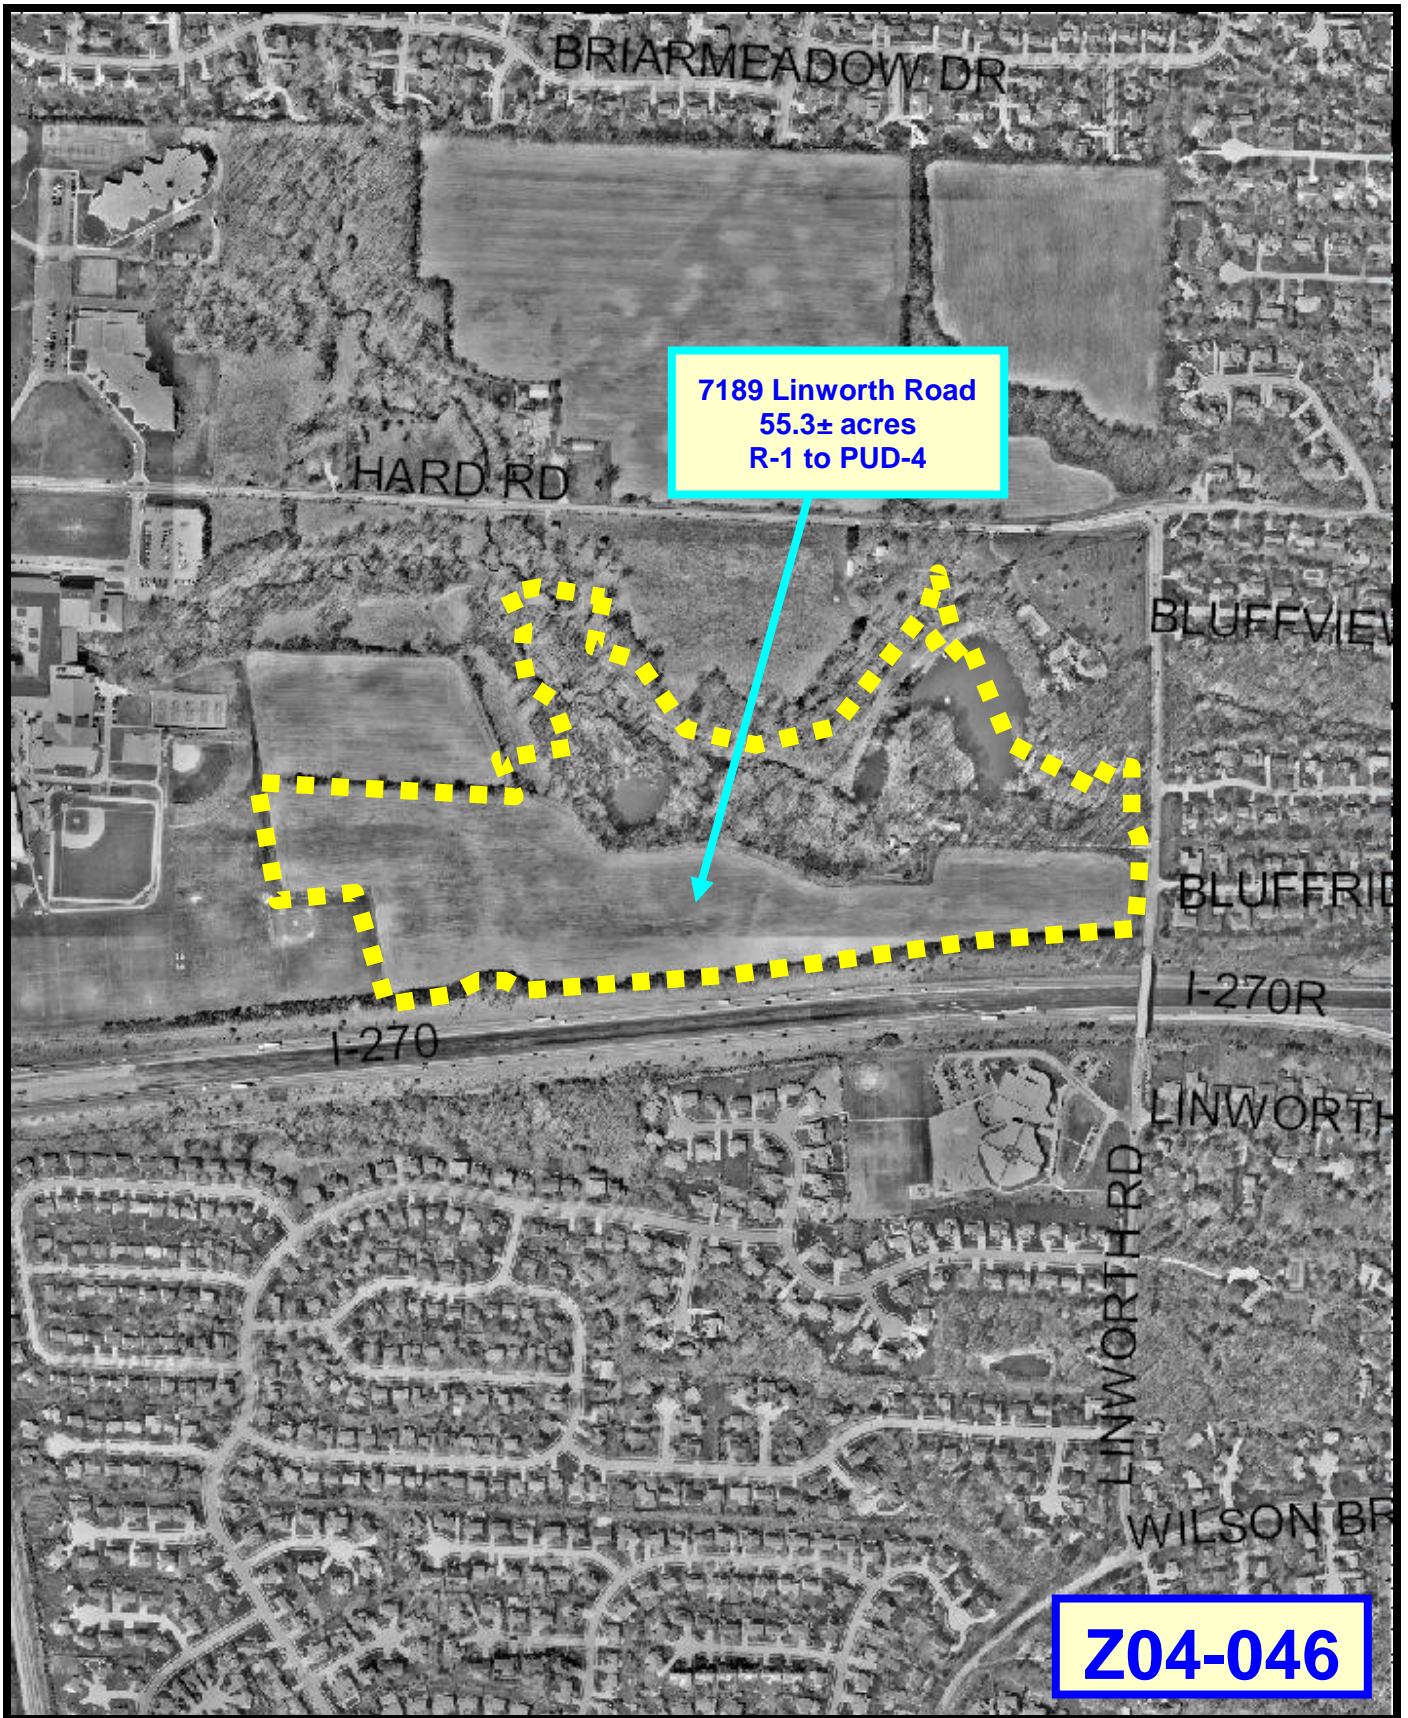 BRIARMEADOW DR
7189 Linworth Road
55.3± acres
R-1 to PUD-4
HARD RD
BLUFFVIEW
BLUFFRID
I-270R
I-270
LINWORTH
LINWORTH RD
WILSON BR
Z04-046